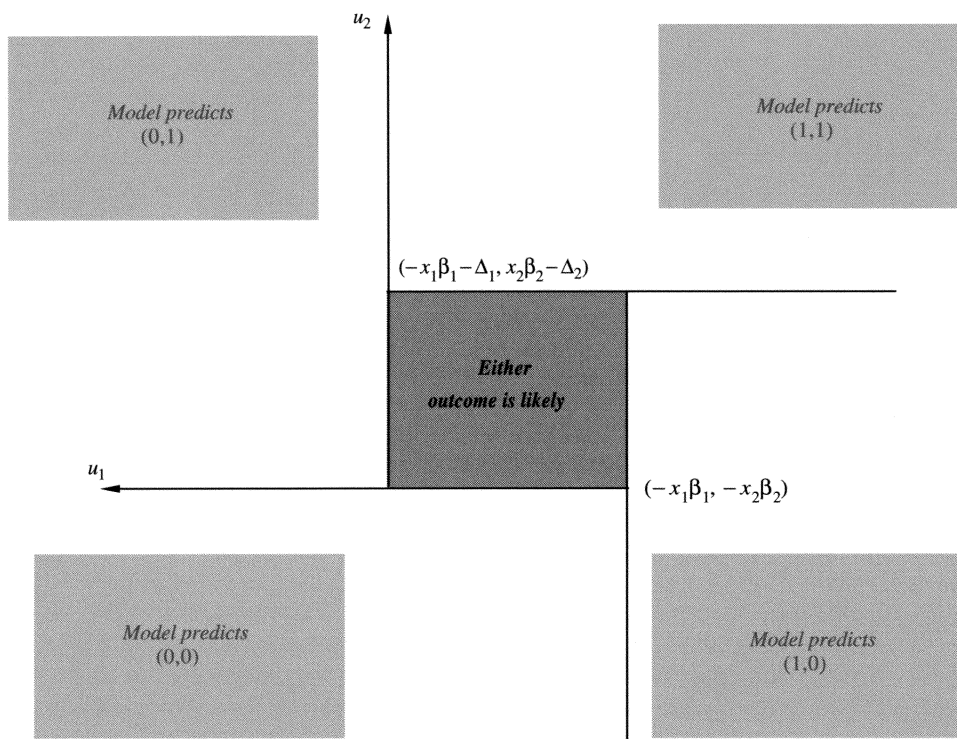 u₂
Model predicts
(0,1)
Model predicts
(1,1)
(−x₁β₁−Δ₁, x₂β₂−Δ₂)
Either
outcome is likely
u₁
(−x₁β₁, −x₂β₂)
Model predicts
(0,0)
Model predicts
(1,0)